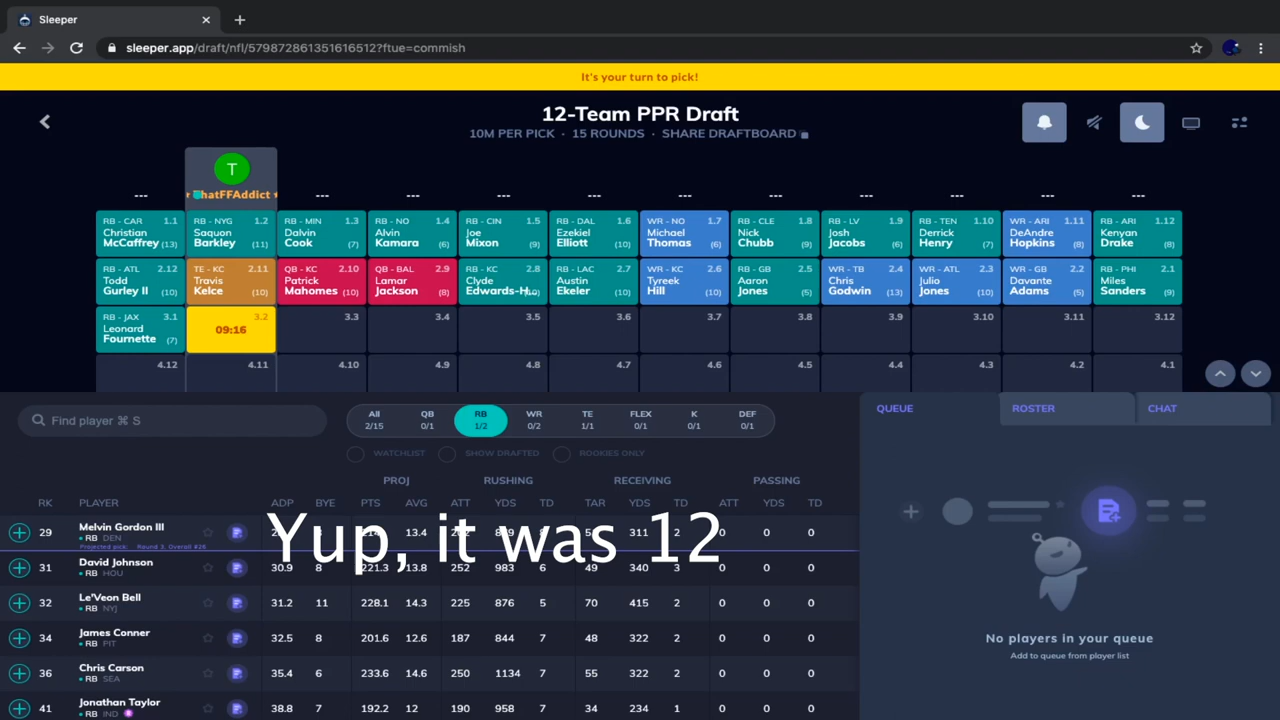 Sleeper
sleeper.app/draft/nfl/579872861351616512?ftue=commish
It's your turn to pick!
12-Team PPR Draft
10M PER PICK • 15 ROUNDS • SHARE DRAFTBOARD
T
hatFFAddict
--- --- --- --- --- --- --- --- --- --- ---
RB - CAR 1.1 RB - NYG 1.2 RB - MIN 1.3 RB - NO 1.4 RB - CIN 1.5 RB - DAL 1.6 WR - NO 1.7 RB - CLE 1.8 RB - LV 1.9 RB - TEN 1.10 WR - ARI 1.11 RB - ARI 1.12
Christian Saquon Dalvin Alvin Joe Ezekiel Michael Nick Josh Derrick DeAndre Kenyan
McCaffrey (13) Barkley (11) Cook (7) Kamara (6) Mixon (9) Elliott (10) Thomas (6) Chubb (9) Jacobs (6) Henry (7) Hopkins (8) Drake (8)
RB - ATL 2.12 TE - KC 2.11 QB - KC 2.10 QB - BAL 2.9 RB - KC 2.8 RB - LAC 2.7 WR - KC 2.6 RB - GB 2.5 WR - TB 2.4 WR - ATL 2.3 WR - GB 2.2 RB - PHI 2.1
Todd Travis Patrick Lamar Clyde Austin Tyreek Aaron Chris Julio Davante Miles
Gurley II (10) Kelce (10) Mahomes (10) Jackson (8) Edwards-H... Ekeler (10) Hill (10) Jones (5) Godwin (13) Jones (10) Adams (5) Sanders (9)
RB - JAX 3.1 3.2 3.3 3.4 3.5 3.6 3.7 3.8 3.9 3.10 3.11 3.12
Leonard 09:16
Fournette (7)
4.12 4.11 4.10 4.9 4.8 4.7 4.6 4.5 4.4 4.3 4.2 4.1
Find player ⌘ S
All QB RB WR TE FLEX K DEF
2/15 0/1 1/2 0/2 1/1 0/1 0/1 0/1
WATCHLIST SHOW DRAFTED ROOKIES ONLY
QUEUE ROSTER CHAT
PROJ RUSHING RECEIVING PASSING
RK PLAYER ADP BYE PTS AVG ATT YDS TD TAR YDS TD ATT YDS TD
29 Melvin Gordon III 13.4 311 2 0 0 0
RB DEN
Projected pick: Round 3, Overall #26
Yup, it was 12
31 David Johnson 30.9 8 221.3 13.8 252 983 6 49 340 3 0 0 0
RB HOU
32 Le'Veon Bell 31.2 11 228.1 14.3 225 876 5 70 415 2 0 0 0
RB NYJ
34 James Conner 32.5 8 201.6 12.6 187 844 7 48 322 2 0 0 0
RB PIT
36 Chris Carson 35.4 6 233.6 14.6 250 1134 7 55 322 2 0 0 0
RB SEA
41 Jonathan Taylor 38.8 7 192.2 12 190 958 7 34 234 1 0 0 0
RB IND R
No players in your queue
Add to queue from player list